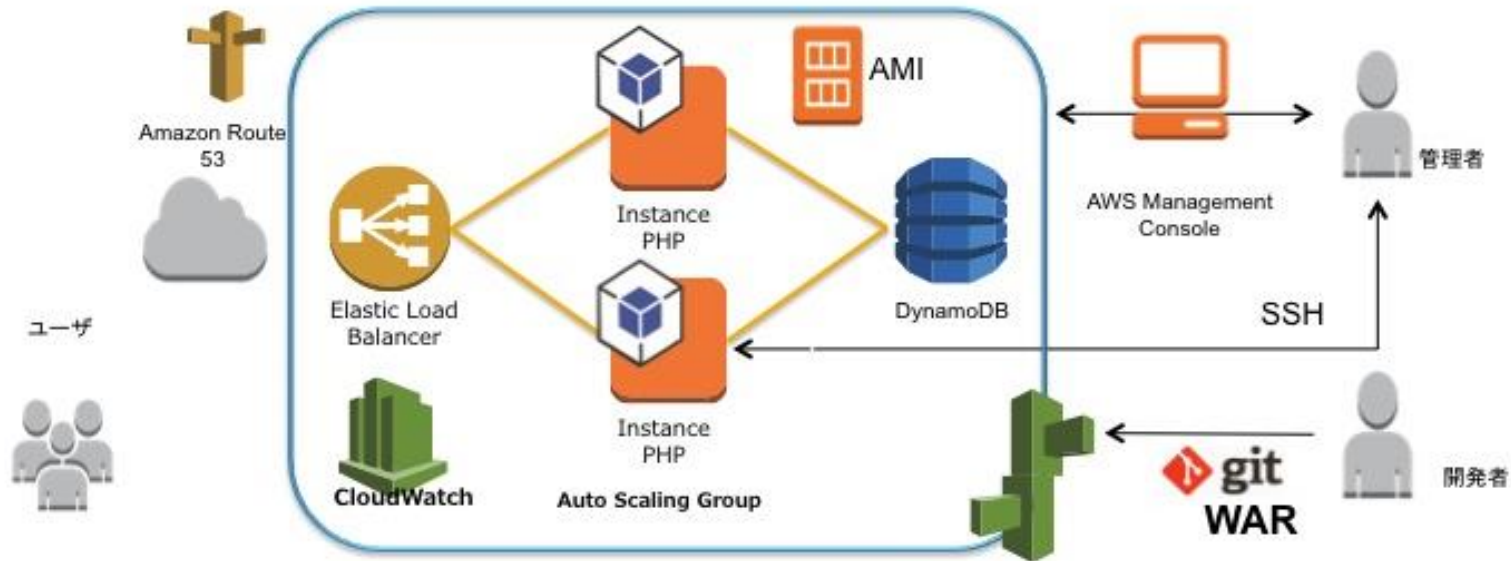 Amazon Route
53
ユーザ
AMI
Instance
PHP
Elastic Load
Balancer
DynamoDB
Instance
PHP
CloudWatch
Auto Scaling Group
AWS Management
Console
管理者
SSH
git
WAR
開発者